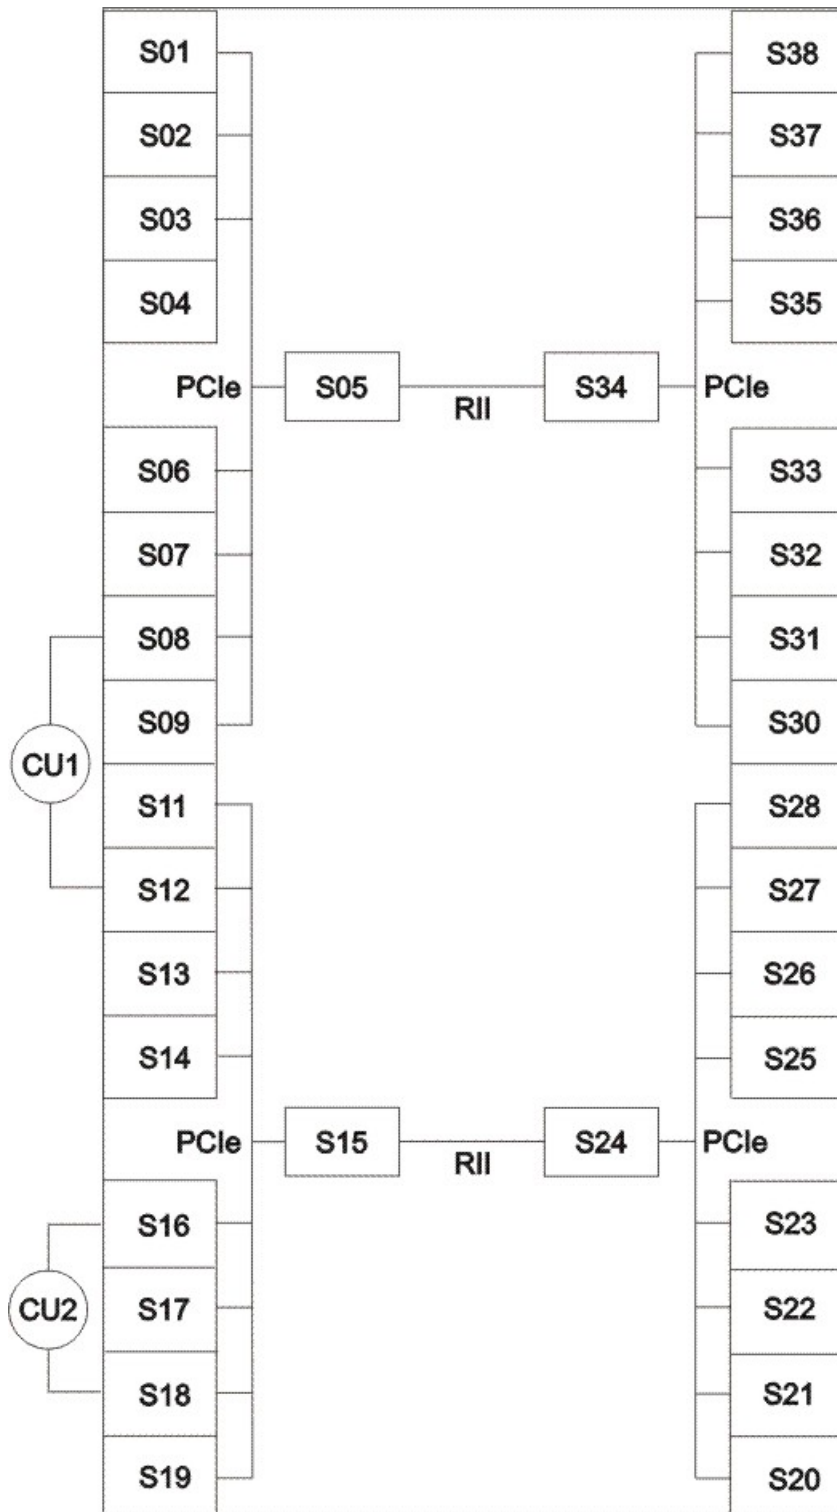 S01 S38
S02 S37
S03 S36
S04 S35
PCIe S05 RII S34 PCIe
S06 S33
S07 S32
S08 S31
S09 S30
CU1
S11 S28
S12 S27
S13 S26
S14 S25
PCIe S15 RII S24 PCIe
S16 S23
CU2 S17 S22
S18 S21
S19 S20